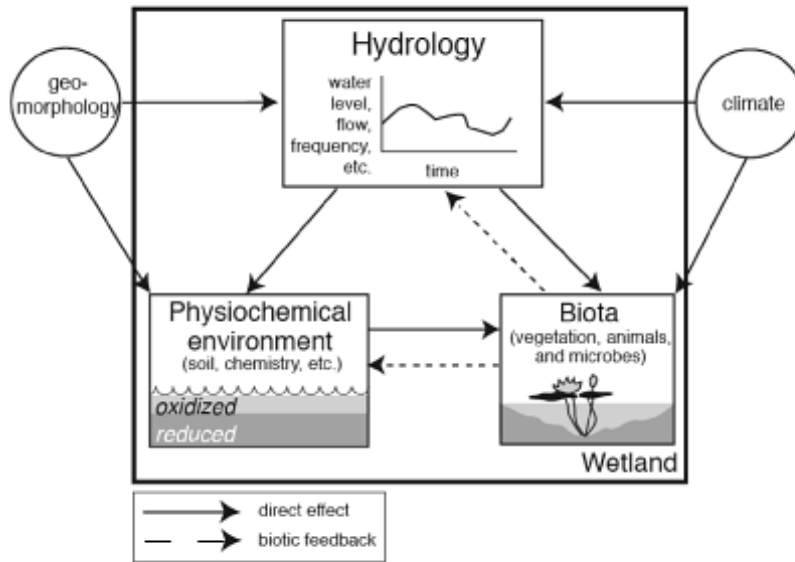 Hydrology
water
level,
flow,
frequency,
etc.
time
geo-
morphology
climate
Physiochemical
environment
(soil, chemistry, etc.)
oxidized
reduced
Biota
(vegetation, animals,
and microbes)
Wetland
direct effect
biotic feedback